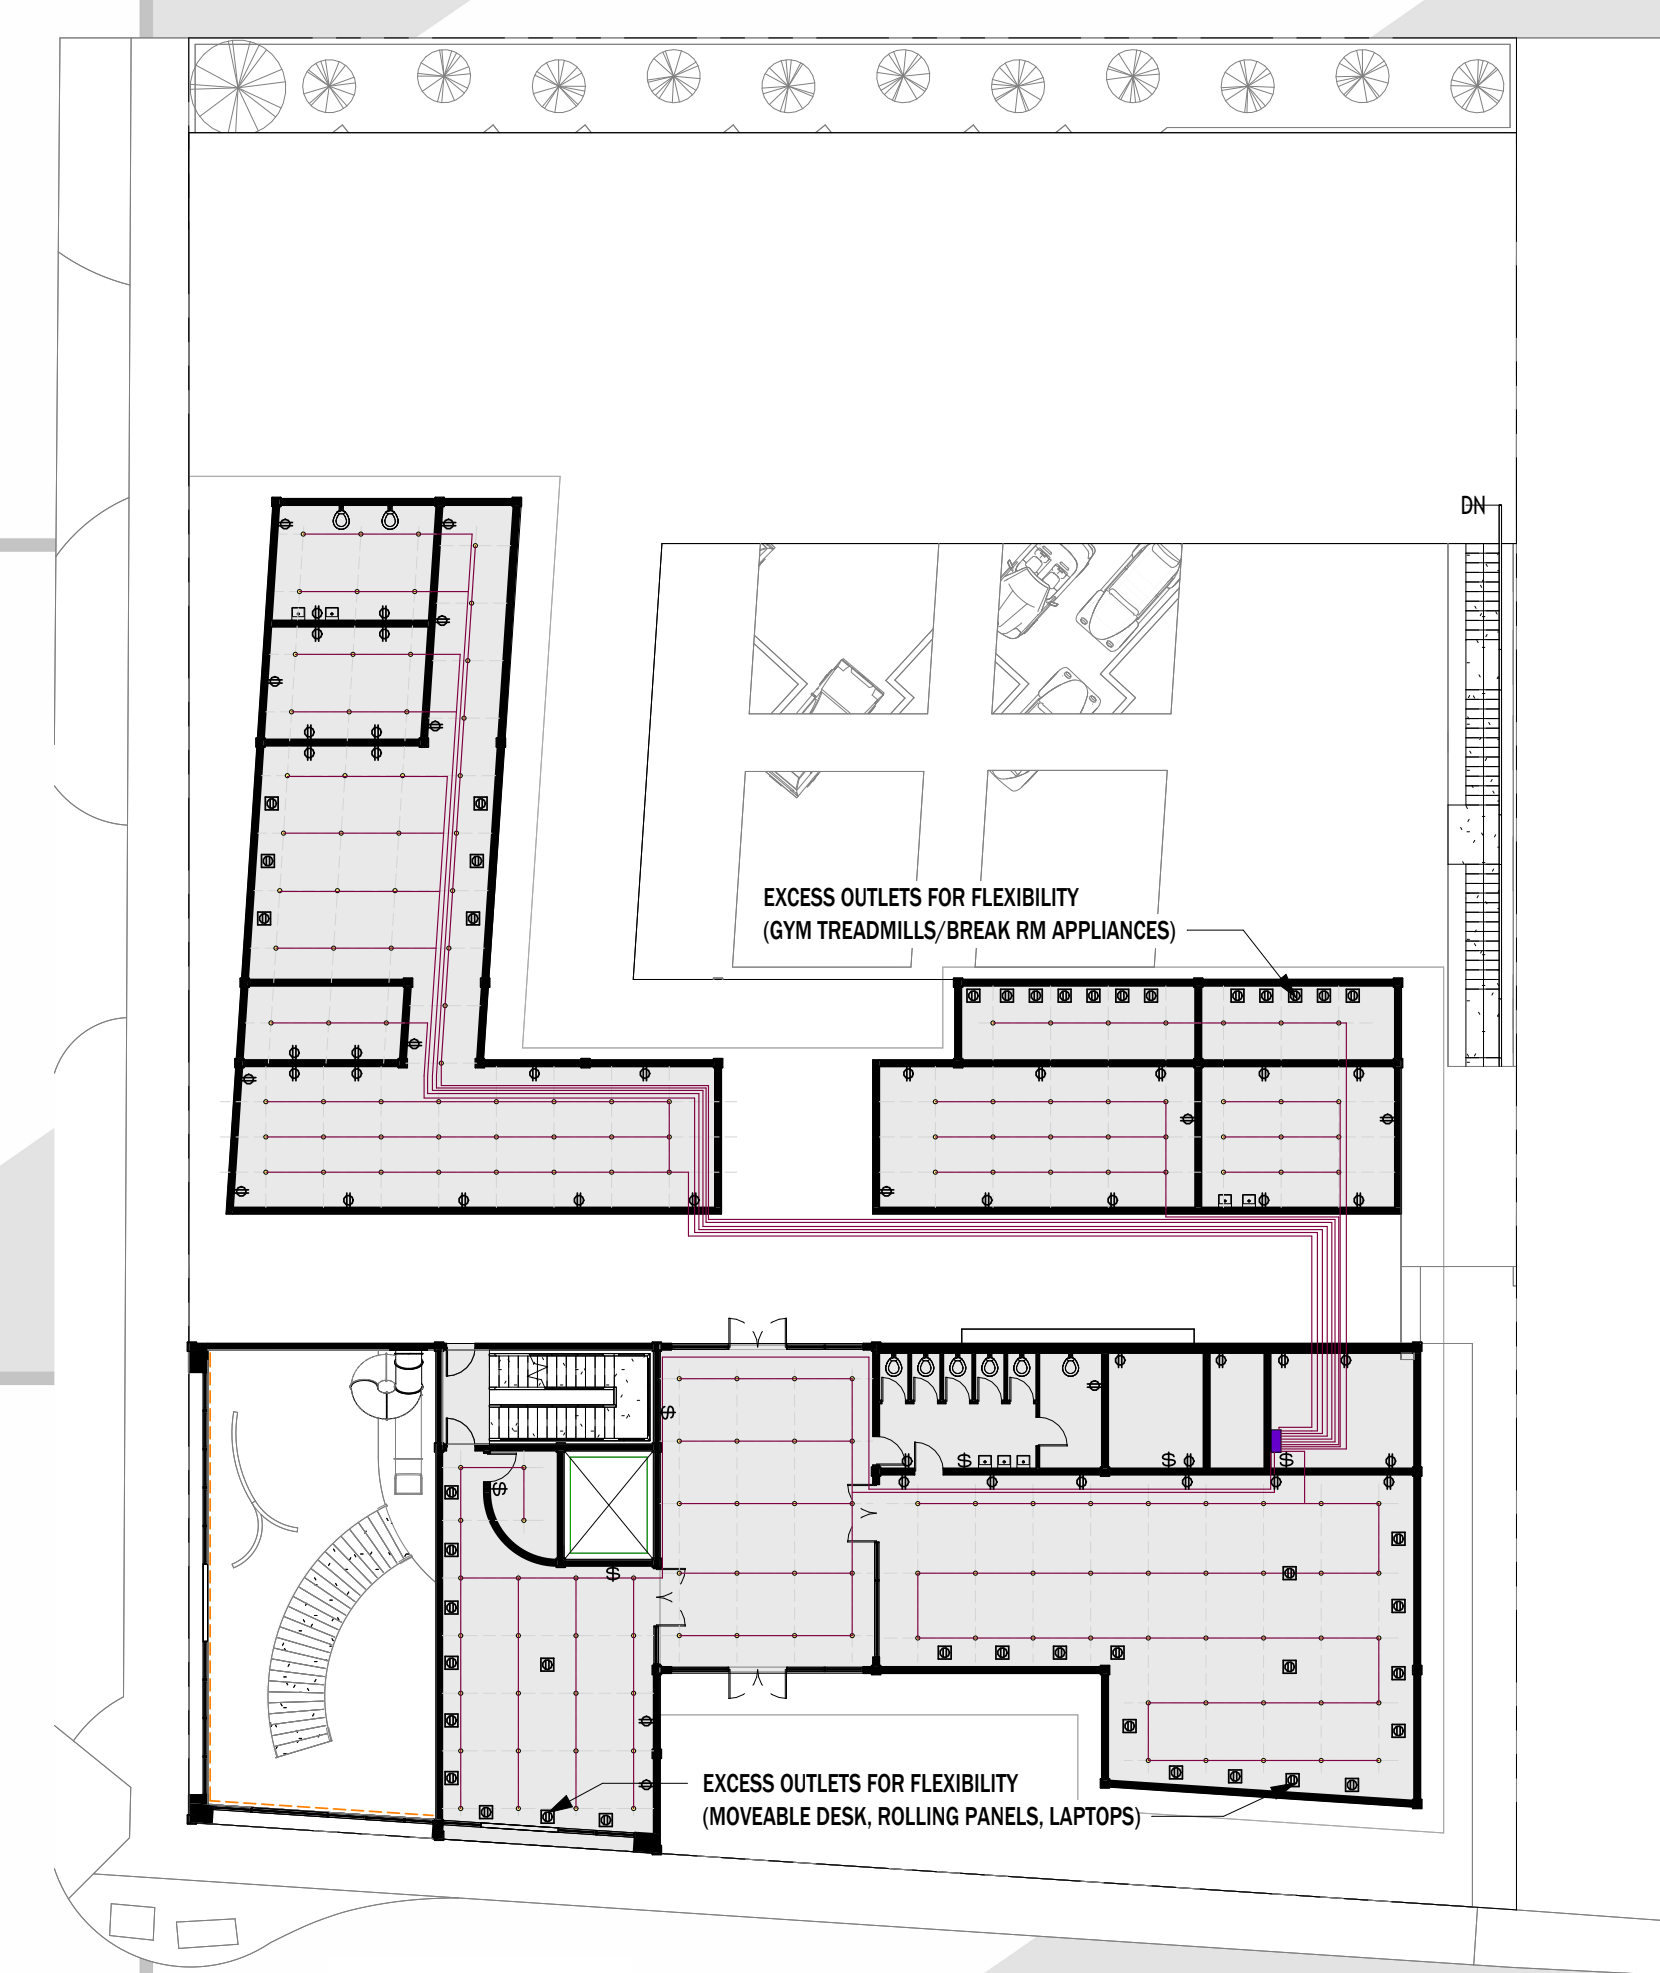 DN
EXCESS OUTLETS FOR FLEXIBILITY
(GYM TREADMILLS/BREAK RM APPLIANCES)
$
$
$
$
$
$
EXCESS OUTLETS FOR FLEXIBILITY
(MOVEABLE DESK, ROLLING PANELS, LAPTOPS)